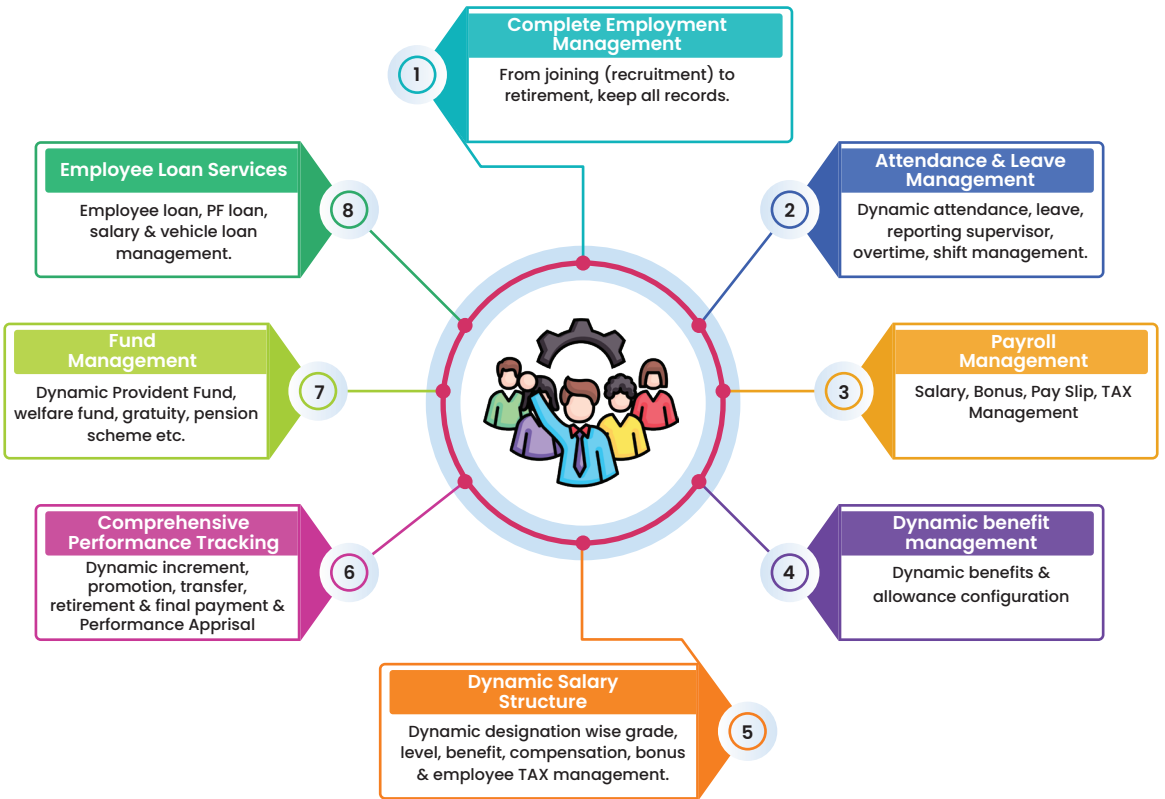 1
Complete Employment
Management
From joining (recruitment) to
retirement, keep all records.
2
Attendance & Leave
Management
Dynamic attendance, leave,
reporting supervisor,
overtime, shift management.
3
Payroll
Management
Salary, Bonus, Pay Slip, TAX
Management
4
Dynamic benefit
management
Dynamic benefits &
allowance configuration
5
Dynamic Salary
Structure
Dynamic designation wise grade,
level, benefit, compensation, bonus
& employee TAX management.
6
Comprehensive
Performance Tracking
Dynamic increment,
promotion, transfer,
retirement & final payment &
Performance Apprisal
7
Fund
Management
Dynamic Provident Fund,
welfare fund, gratuity, pension
scheme etc.
8
Employee Loan Services
Employee loan, PF loan,
salary & vehicle loan
management.